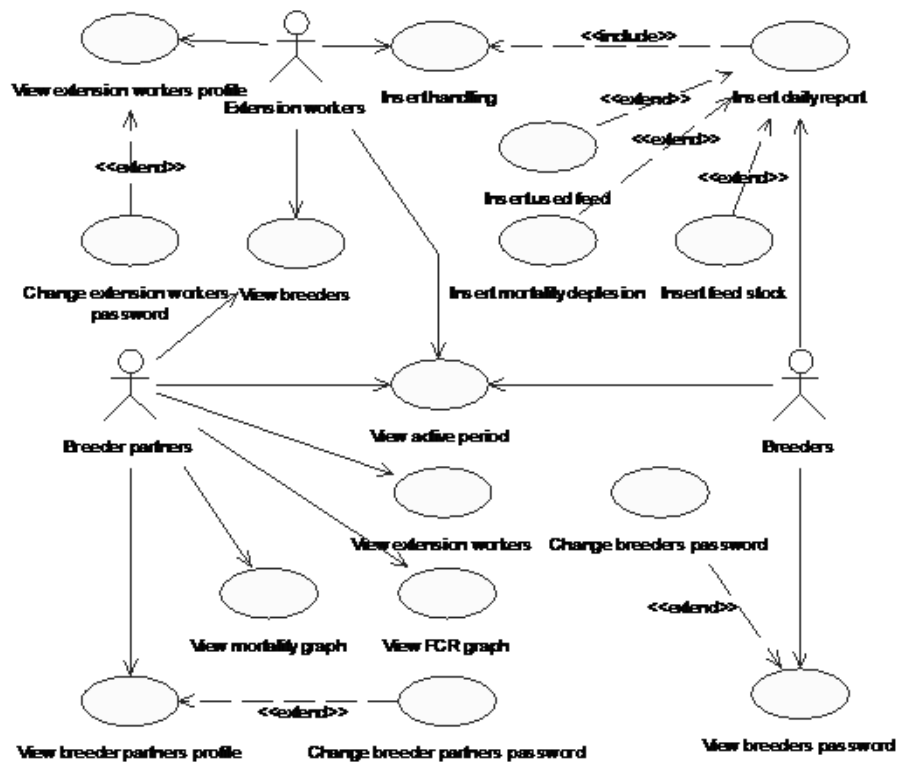 <<include>>
View extension workers profile
Extension workers
Insert handling
Insert daily report
<<extend>>
<<extend>>
<<extend>>
<<extend>>
Insert used feed
Change extension workers
password
View breeders
Insert mortality deplesion
Insert feed stock
View active period
Breeder partners
Breeders
View extension workers
Change breeders password
<<extend>>
View mortality graph
View FCR graph
<<extend>>
View breeder partners profile
Change breeder partners password
View breeders password